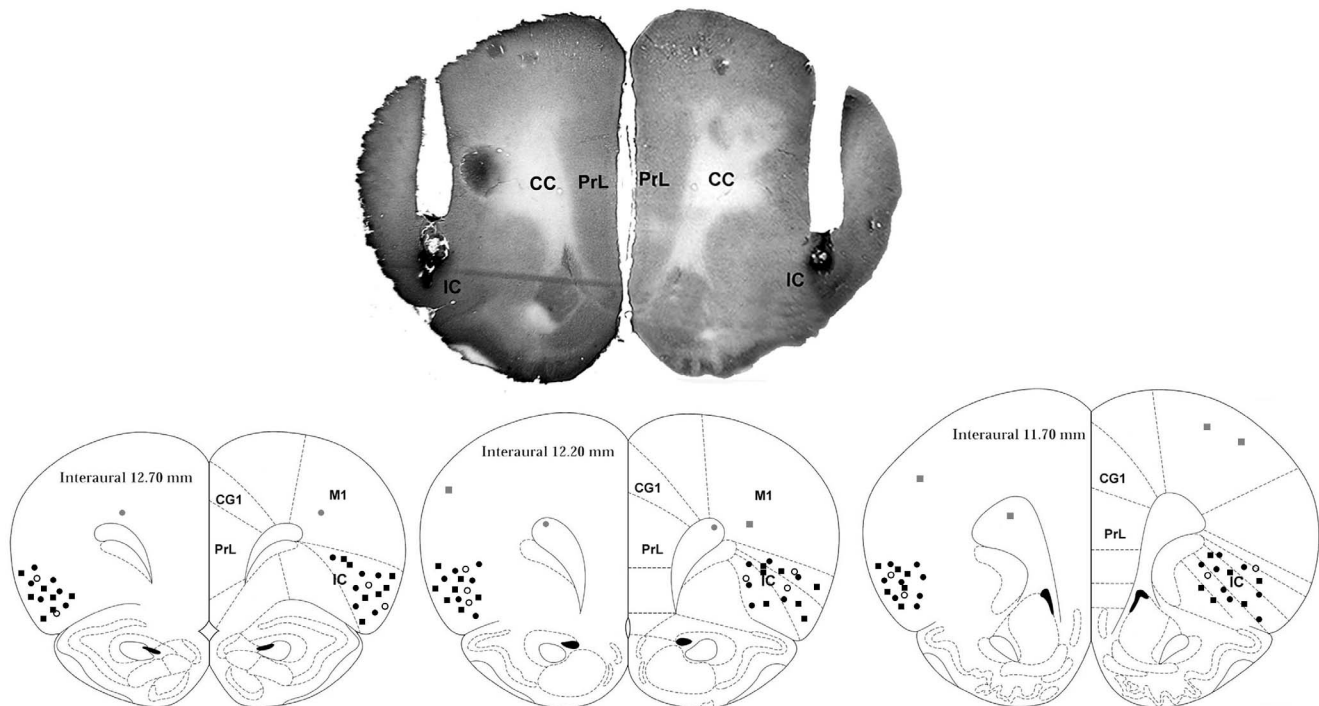 CC PrL PrL CC
IC IC
Interaural 12.70 mm
CG1
M1
PrL
IC
Interaural 12.20 mm
CG1
M1
PrL
IC
Interaural 11.70 mm
CG1
PrL
IC